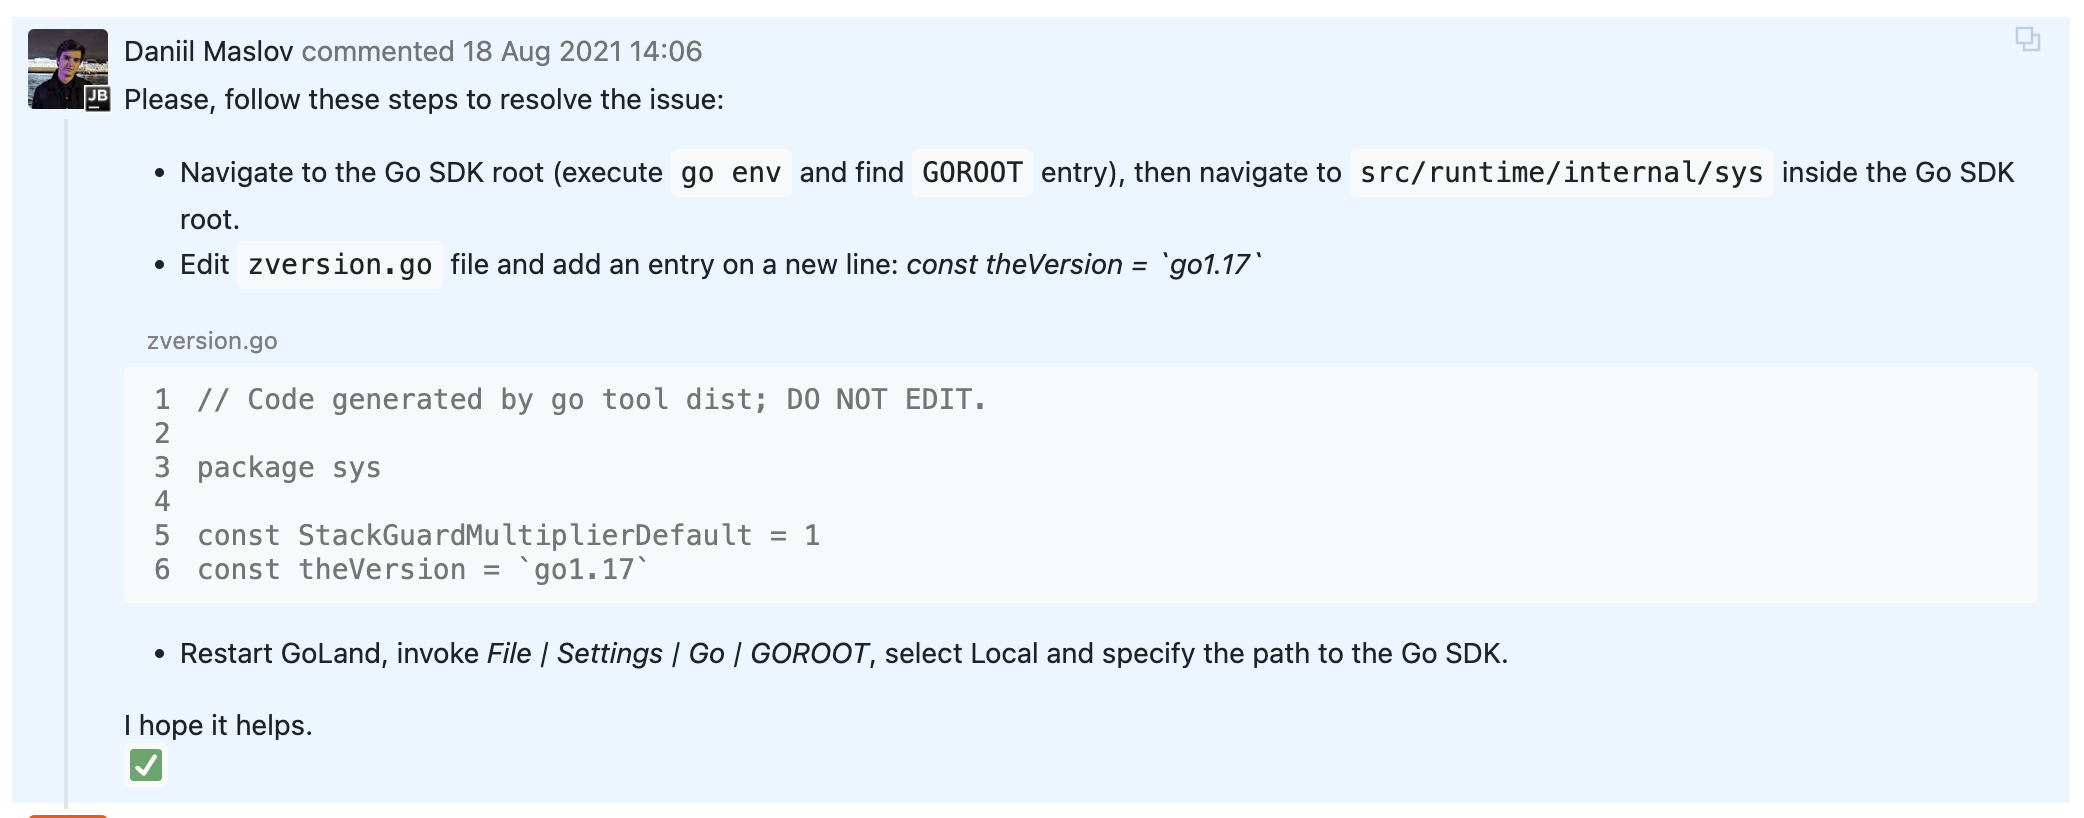 Daniil Maslov commented 18 Aug 2021 14:06
JB
Please, follow these steps to resolve the issue:
• Navigate to the Go SDK root (execute go env and find GOROOT entry), then navigate to src/runtime/internal/sys inside the Go SDK
root.
• Edit zversion.go file and add an entry on a new line: const theVersion = `go1.17`
zversion.go
1 // Code generated by go tool dist; DO NOT EDIT.
2
3 package sys
4
5 const StackGuardMultiplierDefault = 1
6 const theVersion = `go1.17`
• Restart GoLand, invoke File | Settings | Go | GOROOT, select Local and specify the path to the Go SDK.
I hope it helps.